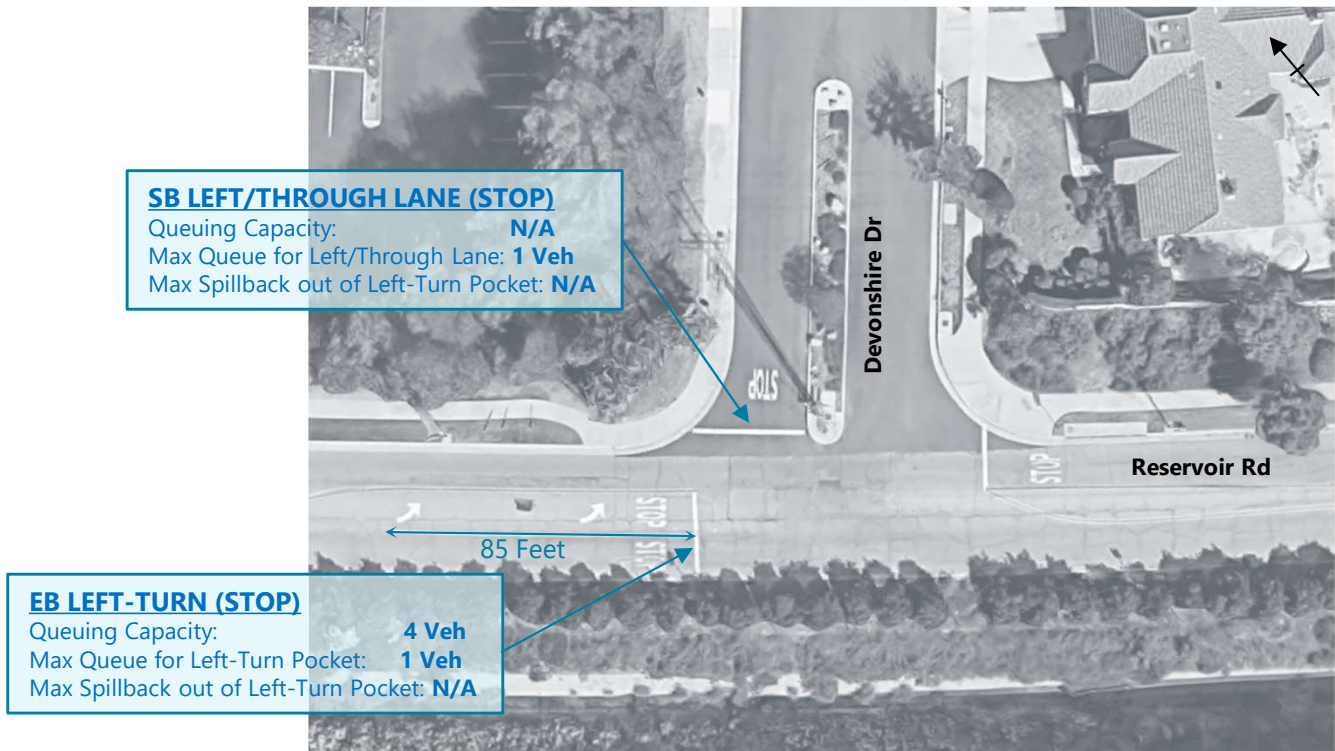 SB LEFT/THROUGH LANE (STOP)
Queuing Capacity: N/A
Max Queue for Left/Through Lane: 1 Veh
Max Spillback out of Left-Turn Pocket: N/A
Devonshire Dr
STOP
Reservoir Rd
STOP
STOP
STOP
85 Feet
EB LEFT-TURN (STOP)
Queuing Capacity: 4 Veh
Max Queue for Left-Turn Pocket: 1 Veh
Max Spillback out of Left-Turn Pocket: N/A